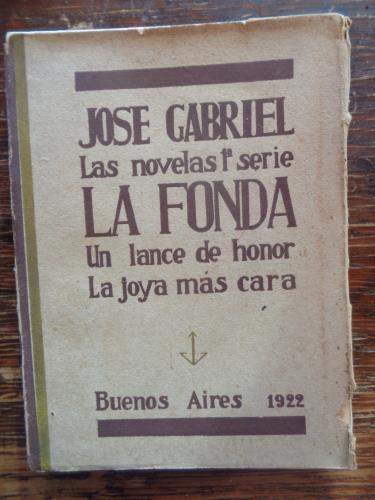 JOSE GABRIEL
Las novelas 1ª serie
LA FONDA
Un lance de honor
La joya más cara
Buenos Aires 1922